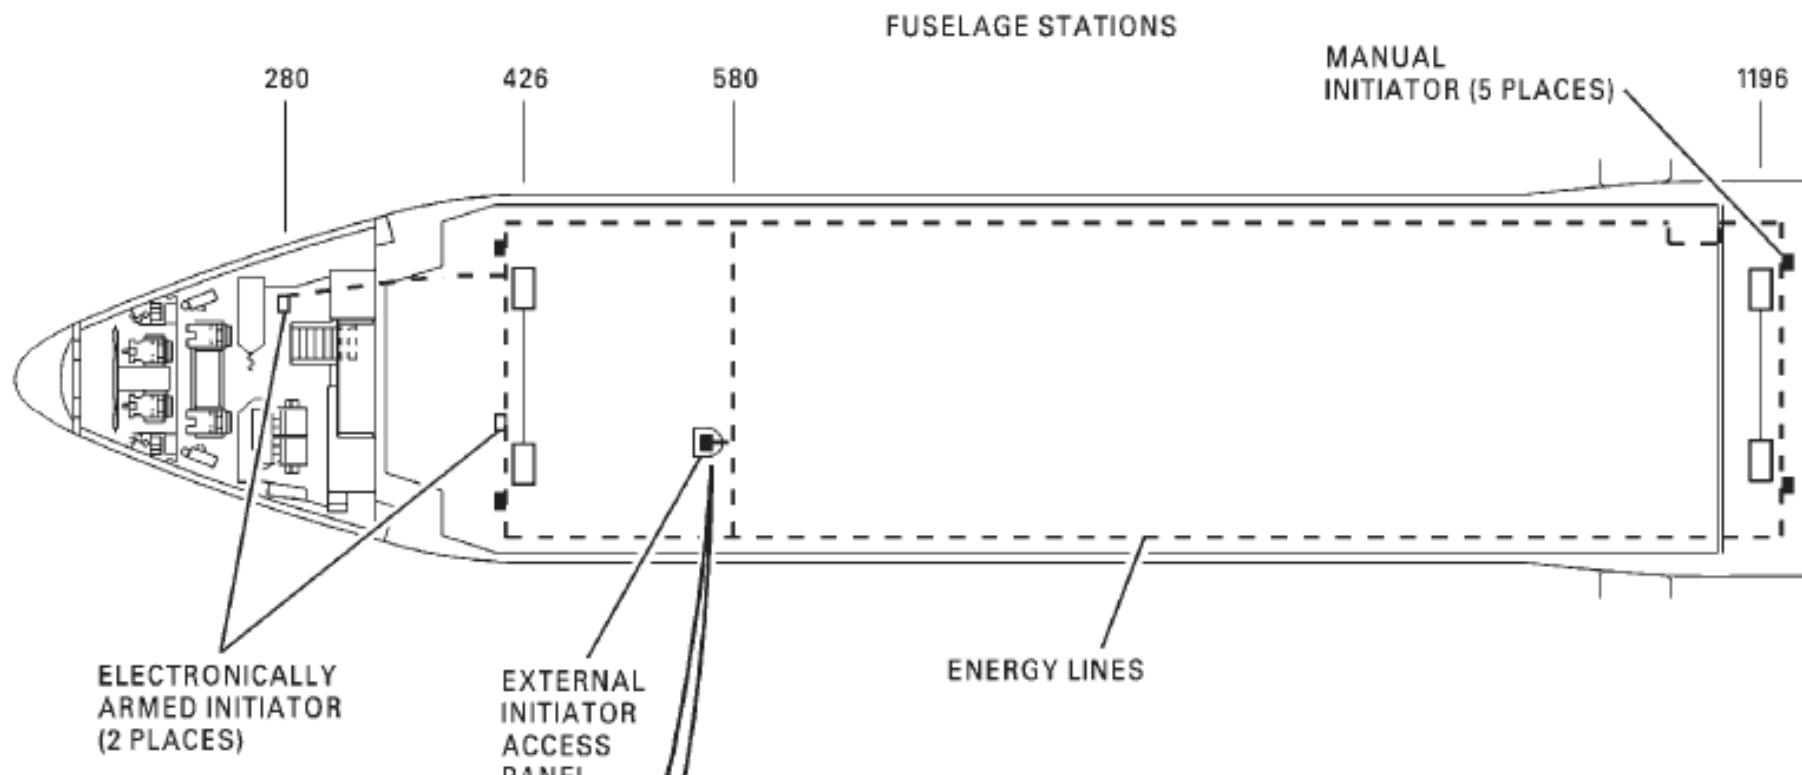 FUSELAGE STATIONS
280
426
580
MANUAL
INITIATOR (5 PLACES)
1196
ELECTRONICALLY
ARMED INITIATOR
(2 PLACES)
EXTERNAL
INITIATOR
ACCESS
PANEL
ENERGY LINES